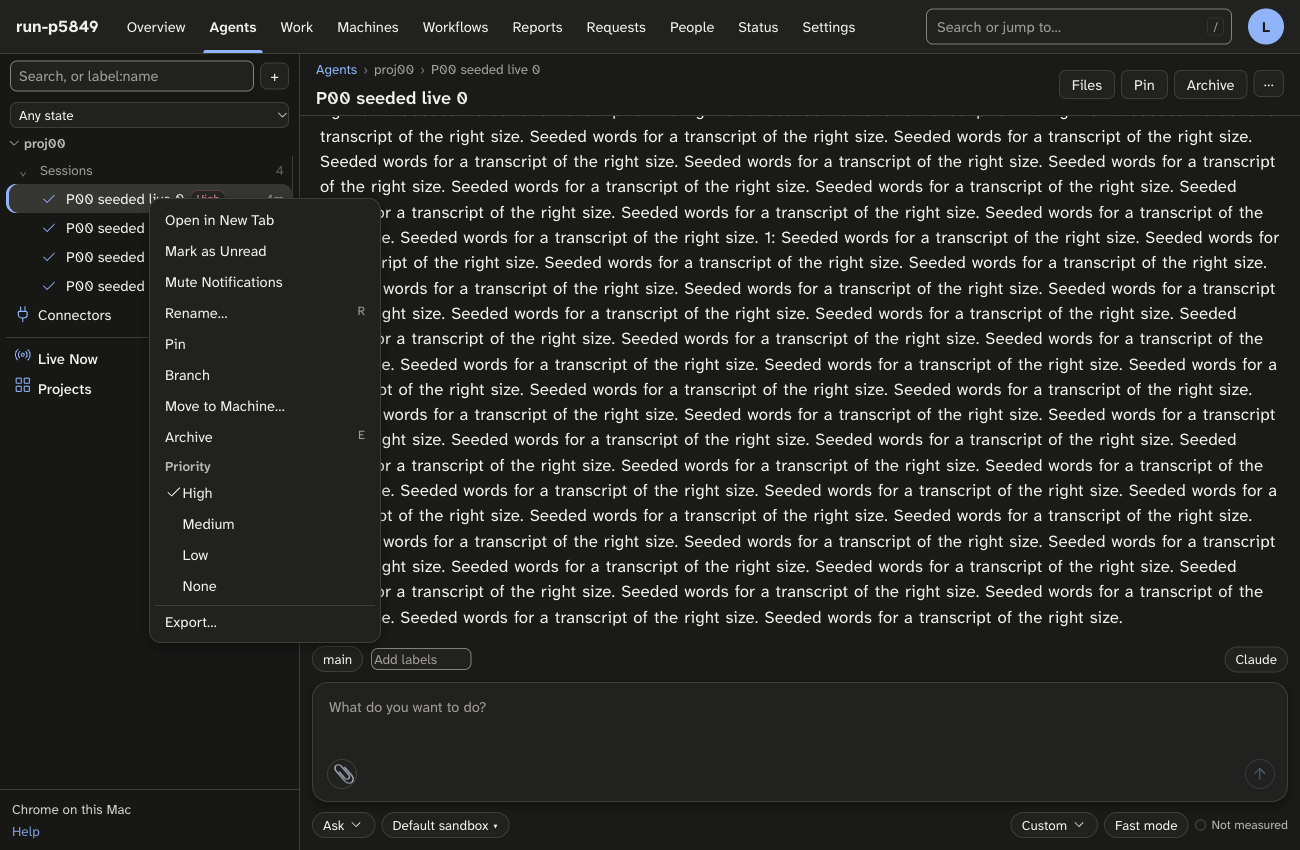 run-p5849
Overview
Agents
Work
Machines
Workflows
Reports
Requests
People
Status
Settings
Search or jump to...
/
L
Search, or label:name
+
Any state
proj00
Sessions
4
P00 seeded live 0
High
P00 seeded
P00 seeded
P00 seeded
Connectors
Live Now
Projects
Chrome on this Mac
Help
Open in New Tab
Mark as Unread
Mute Notifications
Rename...
R
Pin
Branch
Move to Machine...
Archive
E
Priority
High
Medium
Low
None
Export...
Agents › proj00 › P00 seeded live 0
P00 seeded live 0
Files
Pin
Archive
...
transcript of the right size. Seeded words for a transcript of the right size. Seeded words for a transcript of the right size.
Seeded words for a transcript of the right size. Seeded words for a transcript of the right size. Seeded words for a transcript
of the right size. Seeded words for a transcript of the right size. Seeded words for a transcript of the right size. Seeded
a transcript of the right size. Seeded words for a transcript of the right size. Seeded words for a transcript of the
Seeded words for a transcript of the right size. 1: Seeded words for a transcript of the right size. Seeded words for
of the right size. Seeded words for a transcript of the right size. Seeded words for a transcript of the right size.
words for a transcript of the right size. Seeded words for a transcript of the right size. Seeded words for a transcript
size. Seeded words for a transcript of the right size. Seeded words for a transcript of the right size. Seeded
a transcript of the right size. Seeded words for a transcript of the right size. Seeded words for a transcript of the
Seeded words for a transcript of the right size. Seeded words for a transcript of the right size. Seeded words for a
of the right size. Seeded words for a transcript of the right size. Seeded words for a transcript of the right size.
words for a transcript of the right size. Seeded words for a transcript of the right size. Seeded words for a transcript
size. Seeded words for a transcript of the right size. Seeded words for a transcript of the right size. Seeded
a transcript of the right size. Seeded words for a transcript of the right size. Seeded words for a transcript of the
Seeded words for a transcript of the right size. Seeded words for a transcript of the right size. Seeded words for a
of the right size. Seeded words for a transcript of the right size. Seeded words for a transcript of the right size.
words for a transcript of the right size. Seeded words for a transcript of the right size. Seeded words for a transcript
size. Seeded words for a transcript of the right size. Seeded words for a transcript of the right size. Seeded
a transcript of the right size. Seeded words for a transcript of the right size. Seeded words for a transcript of the
Seeded words for a transcript of the right size. Seeded words for a transcript of the right size.
main
Add labels
Claude
What do you want to do?
Ask
Default sandbox
Custom
Fast mode
Not measured